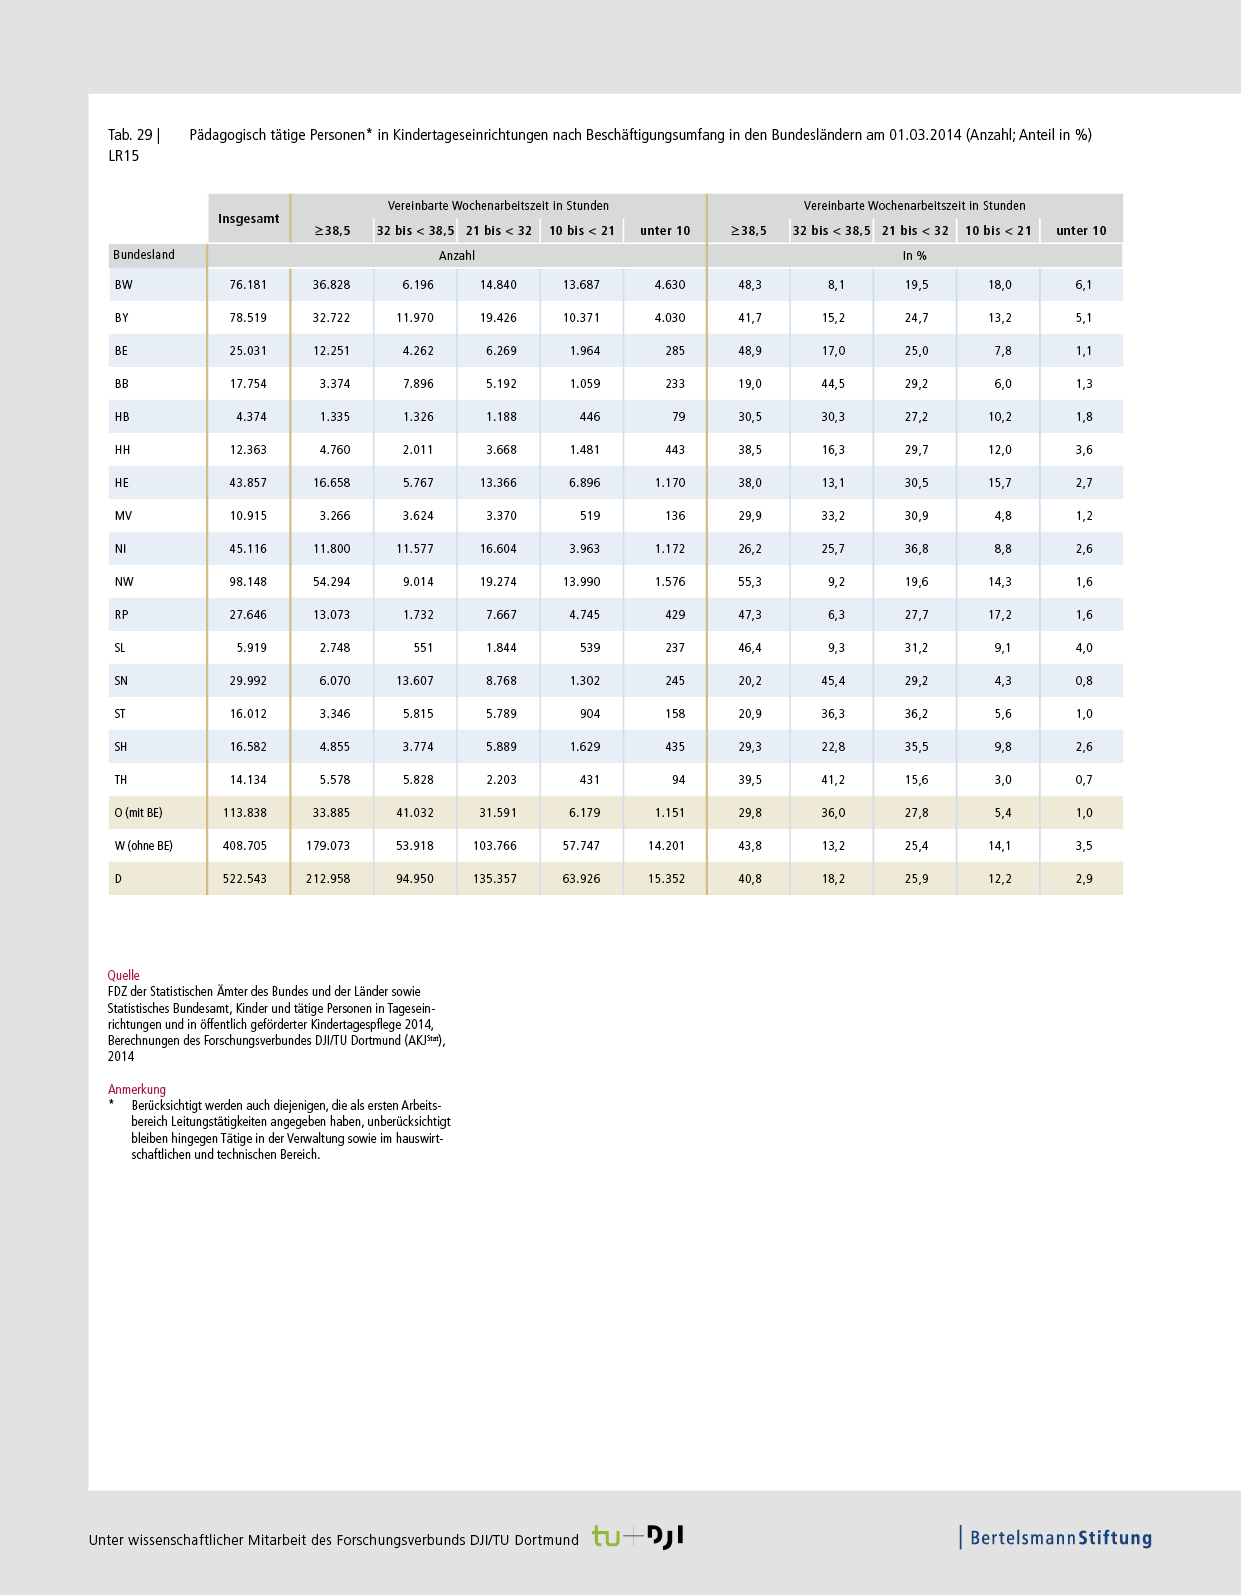 Tab. 29 | Pädagogisch tätige Personen* in Kindertageseinrichtungen nach Beschäftigungsumfang in den Bundesländern am 01.03.2014 (Anzahl; Anteil in %)
LR15
Insgesamt Vereinbarte Wochenarbeitszeit in Stunden Vereinbarte Wochenarbeitszeit in Stunden
≥38,5 32 bis < 38,5 21 bis < 32 10 bis < 21 unter 10 ≥38,5 32 bis < 38,5 21 bis < 32 10 bis < 21 unter 10
Bundesland Anzahl In %
BW 76.181 36.828 6.196 14.840 13.687 4.630 48,3 8,1 19,5 18,0 6,1
BY 78.519 32.722 11.970 19.426 10.371 4.030 41,7 15,2 24,7 13,2 5,1
BE 25.031 12.251 4.262 6.269 1.964 285 48,9 17,0 25,0 7,8 1,1
BB 17.754 3.374 7.896 5.192 1.059 233 19,0 44,5 29,2 6,0 1,3
HB 4.374 1.335 1.326 1.188 446 79 30,5 30,3 27,2 10,2 1,8
HH 12.363 4.760 2.011 3.668 1.481 443 38,5 16,3 29,7 12,0 3,6
HE 43.857 16.658 5.767 13.366 6.896 1.170 38,0 13,1 30,5 15,7 2,7
MV 10.915 3.266 3.624 3.370 519 136 29,9 33,2 30,9 4,8 1,2
NI 45.116 11.800 11.577 16.604 3.963 1.172 26,2 25,7 36,8 8,8 2,6
NW 98.148 54.294 9.014 19.274 13.990 1.576 55,3 9,2 19,6 14,3 1,6
RP 27.646 13.073 1.732 7.667 4.745 429 47,3 6,3 27,7 17,2 1,6
SL 5.919 2.748 551 1.844 539 237 46,4 9,3 31,2 9,1 4,0
SN 29.992 6.070 13.607 8.768 1.302 245 20,2 45,4 29,2 4,3 0,8
ST 16.012 3.346 5.815 5.789 904 158 20,9 36,3 36,2 5,6 1,0
SH 16.582 4.855 3.774 5.889 1.629 435 29,3 22,8 35,5 9,8 2,6
TH 14.134 5.578 5.828 2.203 431 94 39,5 41,2 15,6 3,0 0,7
O (mit BE) 113.838 33.885 41.032 31.591 6.179 1.151 29,8 36,0 27,8 5,4 1,0
W (ohne BE) 408.705 179.073 53.918 103.766 57.747 14.201 43,8 13,2 25,4 14,1 3,5
D 522.543 212.958 94.950 135.357 63.926 15.352 40,8 18,2 25,9 12,2 2,9
Quelle
FDZ der Statistischen Ämter des Bundes und der Länder sowie
Statistisches Bundesamt, Kinder und tätige Personen in Tagesein-
richtungen und in öffentlich geförderter Kindertagespflege 2014,
Berechnungen des Forschungsverbundes DJI/TU Dortmund (AKJStat),
2014
Anmerkung
* Berücksichtigt werden auch diejenigen, die als ersten Arbeits-
bereich Leitungstätigkeiten angegeben haben, unberücksichtigt
bleiben hingegen Tätige in der Verwaltung sowie im hauswirt-
schaftlichen und technischen Bereich.
Unter wissenschaftlicher Mitarbeit des Forschungsverbunds DJI/TU Dortmund tu+DJI BertelsmannStiftung